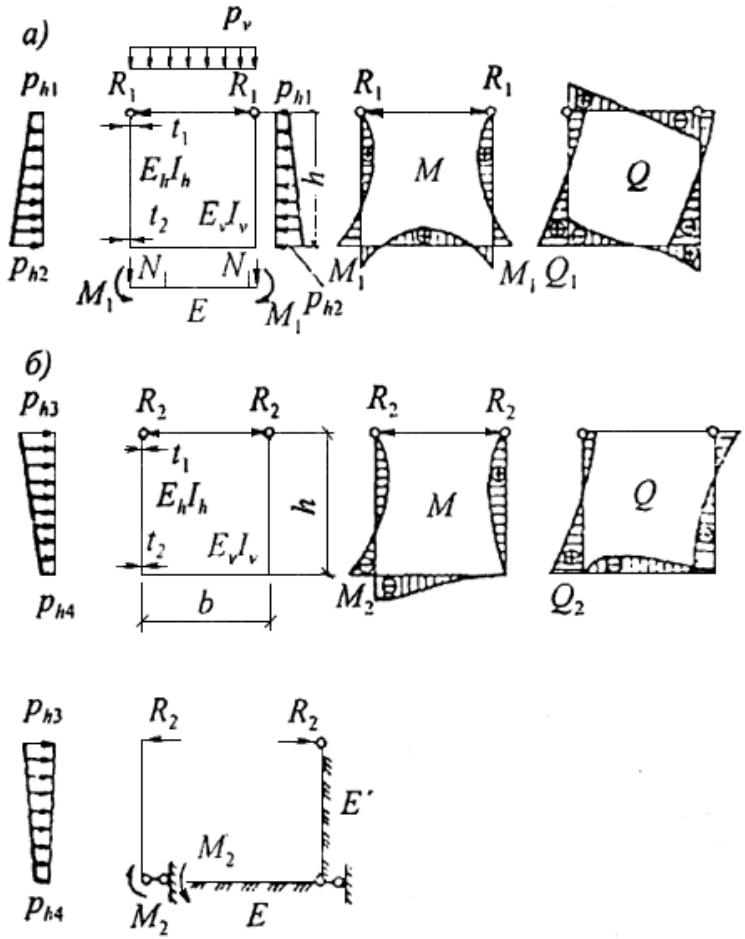 а)
p_v
p_h1 R_1 R_1 p_h1 R_1 R_1
t_1
E_h I_h h M Q
t_2 E_v I_v
p_h2 N N M_1 M_1 Q_1
M_1 E M_1 p_h2
б)
p_h3 R_2 R_2 R_2 R_2
t_1
E_h I_h h M Q
t_2 E_v I_v
p_h4 b M_2 Q_2
p_h3 R_2 R_2
E′
M_2
p_h4 M_2 E